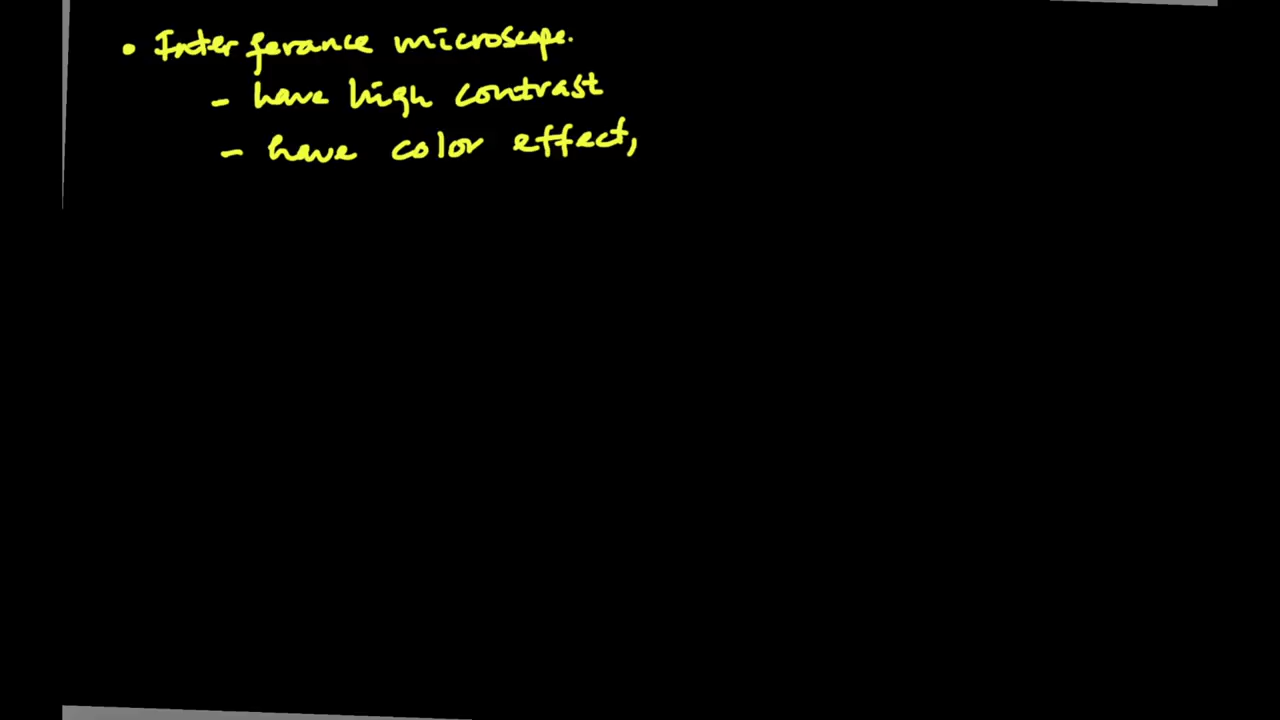 • Interferance microscope.
- have high contrast
- have color effect,